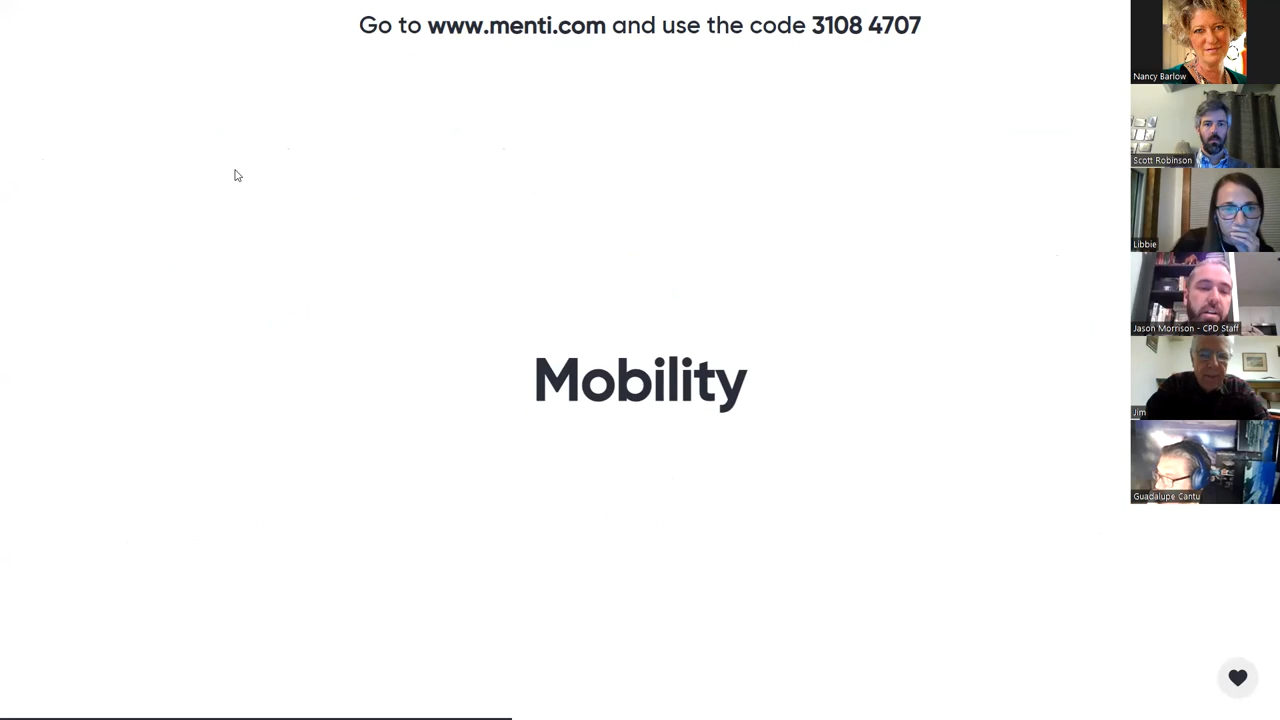 Go to www.menti.com and use the code 3108 4707
Mobility
Nancy Barlow
Scott Robinson
Libbie
Jason Morrison - CPD Staff
Jim
Guadalupe Cantu